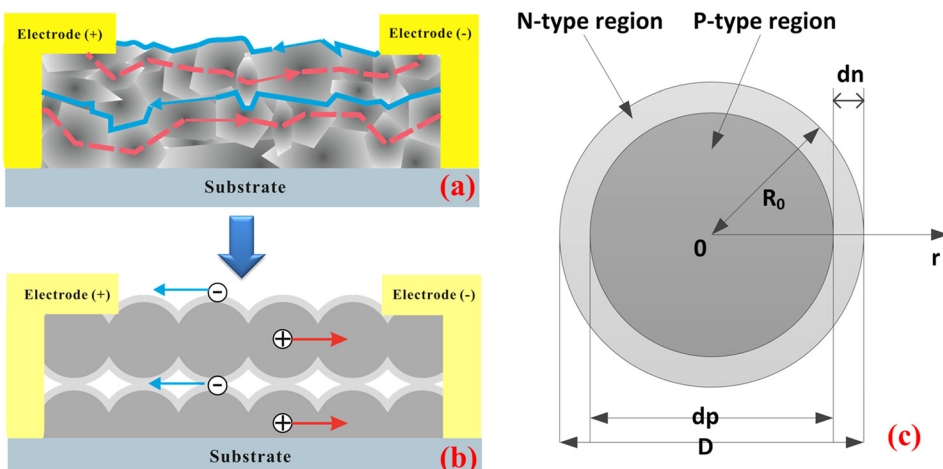 Electrode (+)
Electrode (-)
Substrate
(a)
Electrode (+)
Electrode (-)
−
+
−
+
Substrate
(b)
N-type region
P-type region
dn
R₀
0
r
dp
D
(c)